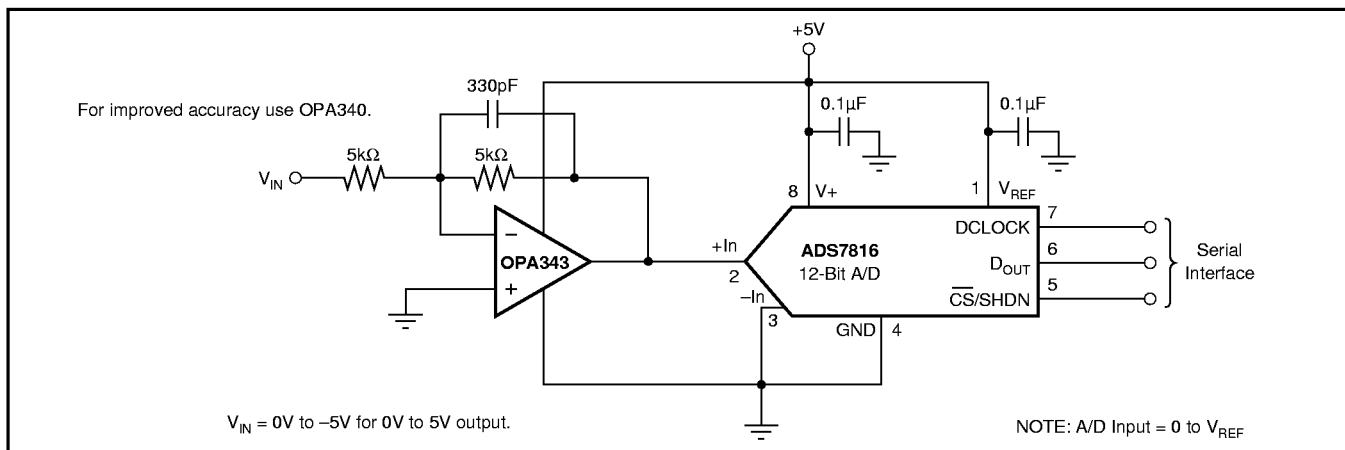 +5V
330pF
For improved accuracy use OPA340.
0.1µF
0.1µF
5kΩ
5kΩ
V_IN
8
V+
1
V_REF
7
DCLOCK
ADS7816
12-Bit A/D
+In
2
6
D_OUT
OPA343
−
+
Serial
Interface
–In
3
5
CS/SHDN
GND
4
V_IN = 0V to –5V for 0V to 5V output.
NOTE: A/D Input = 0 to V_REF